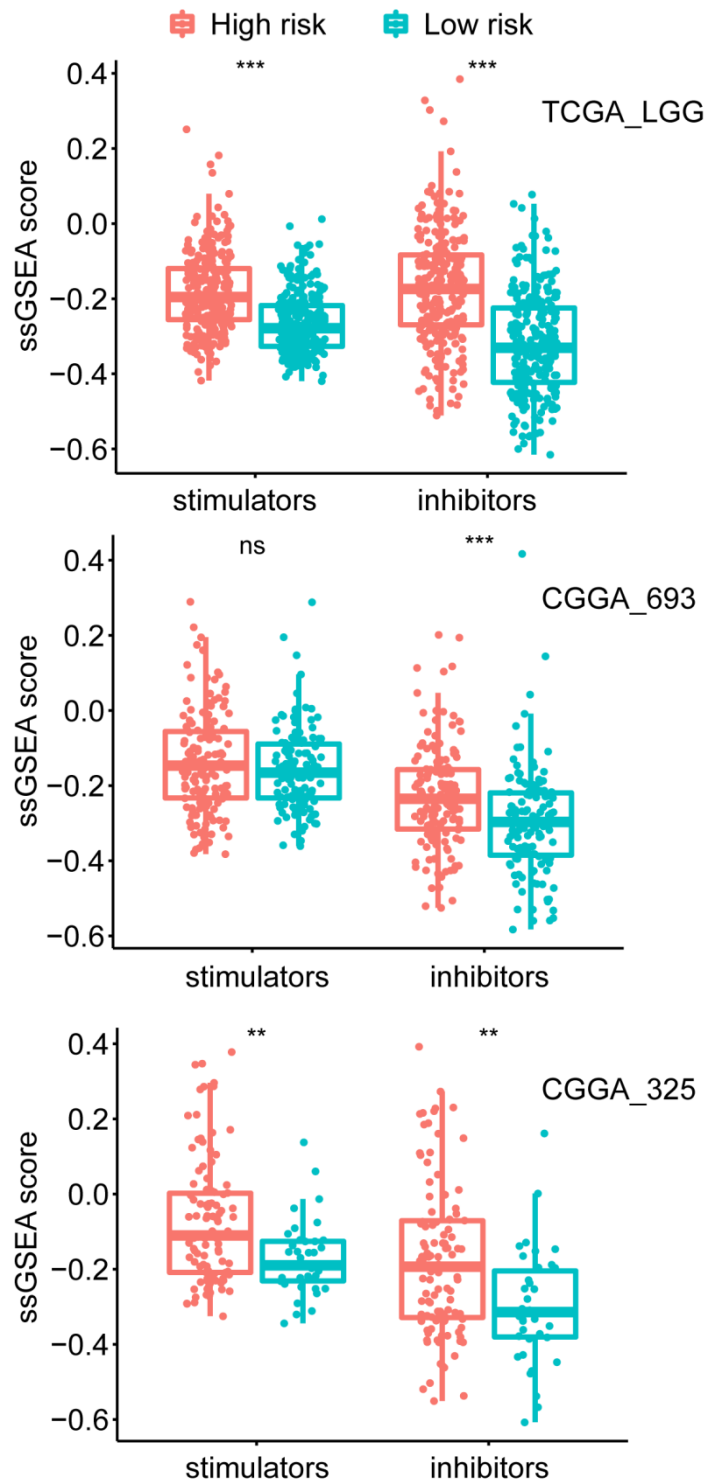 High risk Low risk
*** ***
TCGA_LGG
ssGSEA score
0.4
0.2
0.0
−0.2
−0.4
−0.6
stimulators inhibitors
ns ***
CGGA_693
ssGSEA score
0.4
0.2
0.0
−0.2
−0.4
−0.6
stimulators inhibitors
** **
CGGA_325
ssGSEA score
0.4
0.2
0.0
−0.2
−0.4
−0.6
stimulators inhibitors